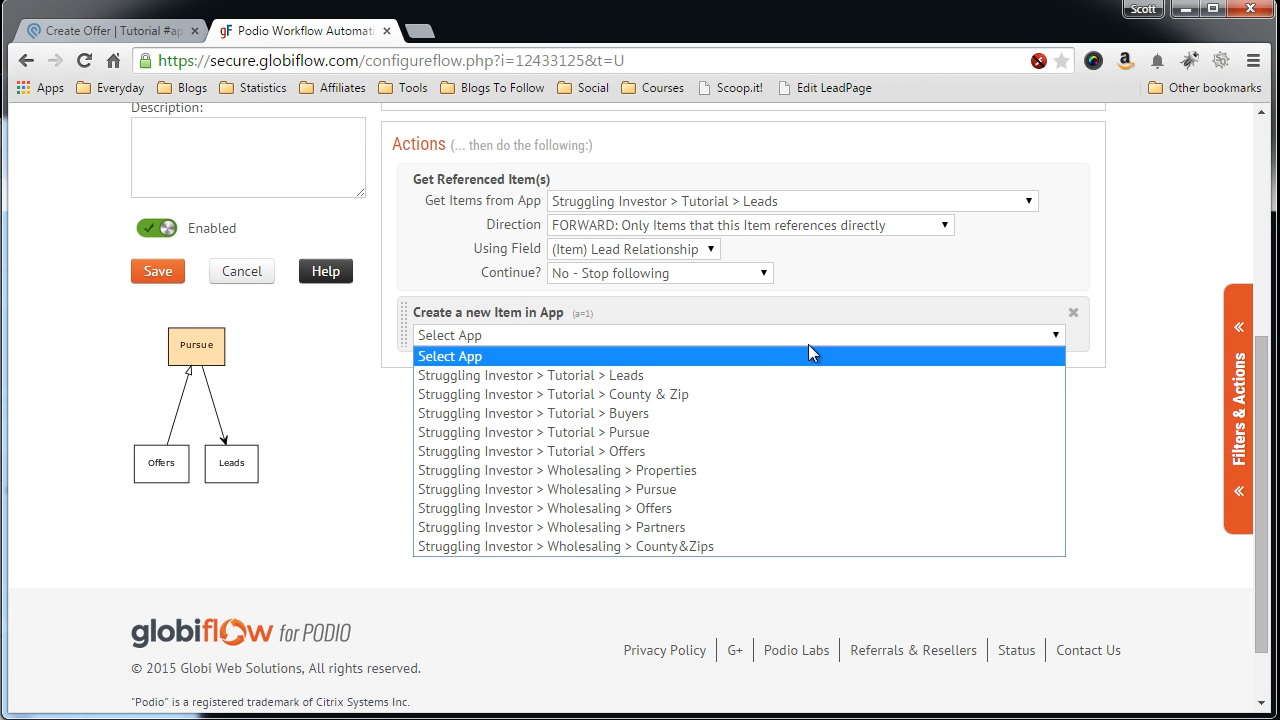 Scott
Create Offer | Tutorial #ap
gF Podio Workflow Automati
https://secure.globiflow.com/configureflow.php?i=12433125&t=U
Apps Everyday Blogs Statistics Affiliates Tools Blogs To Follow Social Courses Scoop.it! Edit LeadPage Other bookmarks
Description:
Actions (... then do the following:)
Get Referenced Item(s)
Get Items from App Struggling Investor > Tutorial > Leads
Direction FORWARD: Only Items that this Item references directly
Using Field (Item) Lead Relationship
Continue? No - Stop following
Enabled
Save Cancel Help
Create a new Item in App (a=1)
Select App
Select App
Struggling Investor > Tutorial > Leads
Struggling Investor > Tutorial > County & Zip
Struggling Investor > Tutorial > Buyers
Struggling Investor > Tutorial > Pursue
Struggling Investor > Tutorial > Offers
Struggling Investor > Wholesaling > Properties
Struggling Investor > Wholesaling > Pursue
Struggling Investor > Wholesaling > Offers
Struggling Investor > Wholesaling > Partners
Struggling Investor > Wholesaling > County&Zips
Pursue
Offers Leads
Filters & Actions
globiflow for PODIO
© 2015 Globi Web Solutions, All rights reserved.
"Podio" is a registered trademark of Citrix Systems Inc.
Privacy Policy G+ Podio Labs Referrals & Resellers Status Contact Us